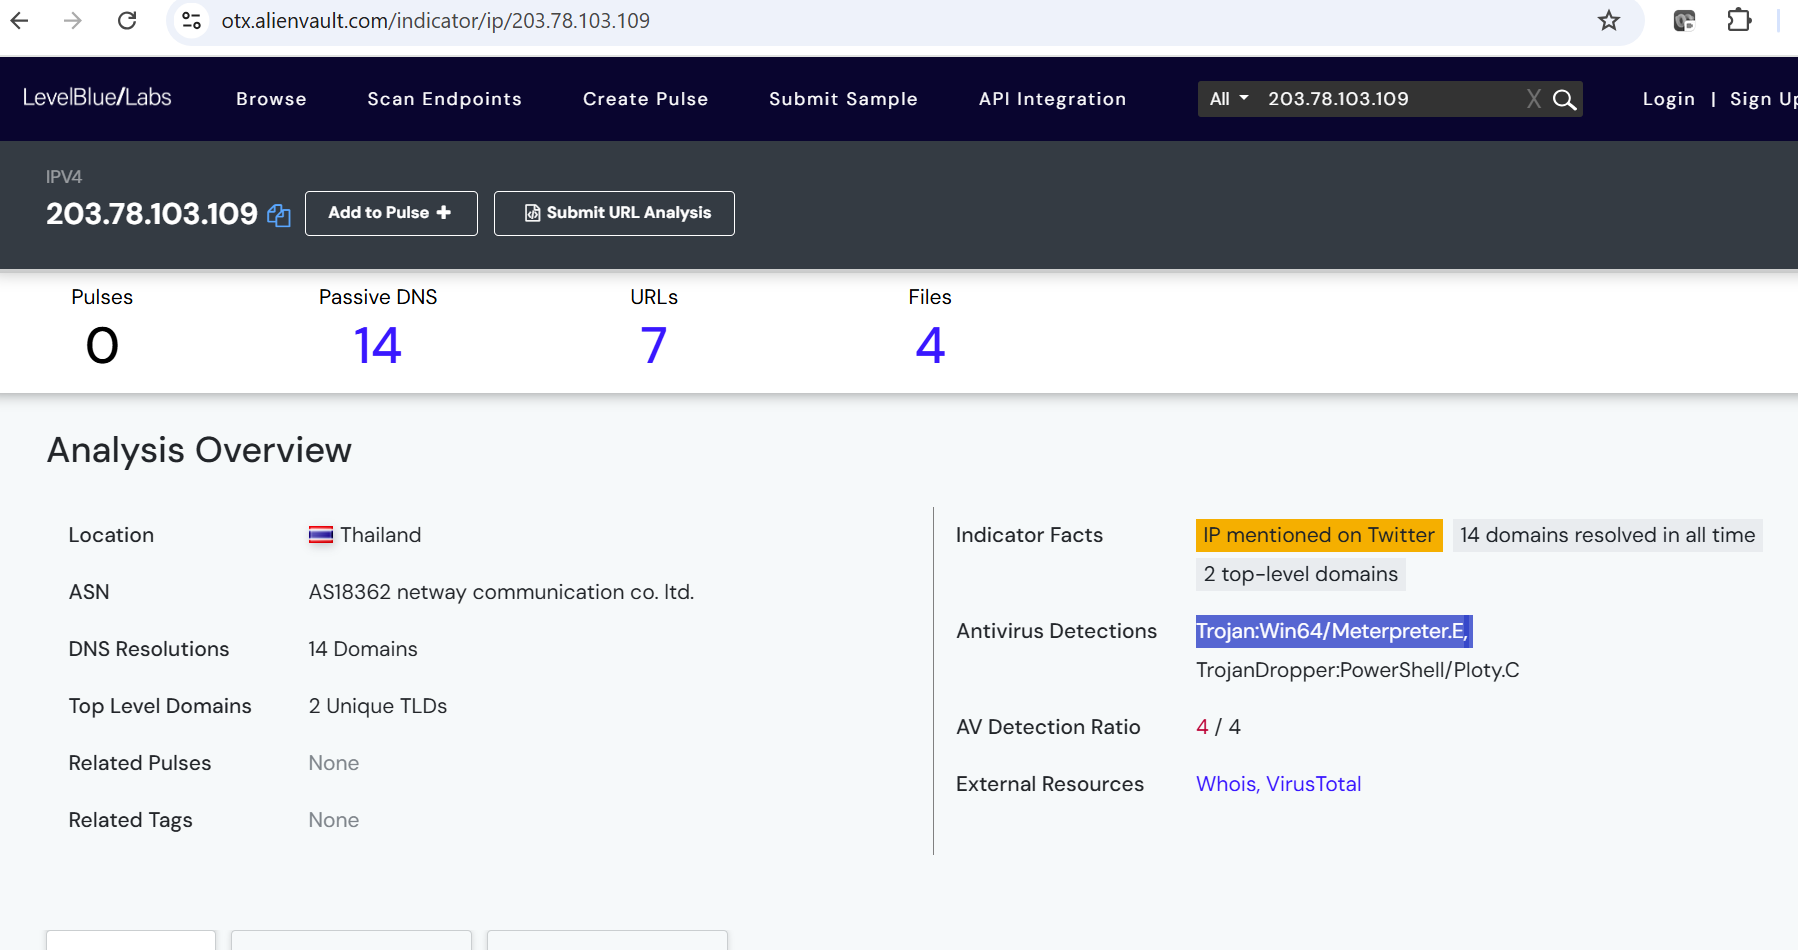 otx.alienvault.com/indicator/ip/203.78.103.109
LevelBlue/Labs Browse Scan Endpoints Create Pulse Submit Sample API Integration All 203.78.103.109 X Login | Sign Up
IPV4
203.78.103.109 Add to Pulse Submit URL Analysis
Pulses Passive DNS URLs Files
0 14 7 4
Analysis Overview
Location Thailand
ASN AS18362 netway communication co. ltd.
DNS Resolutions 14 Domains
Top Level Domains 2 Unique TLDs
Related Pulses None
Related Tags None
Indicator Facts IP mentioned on Twitter 14 domains resolved in all time
2 top-level domains
Antivirus Detections Trojan:Win64/Meterpreter.E,
TrojanDropper:PowerShell/Ploty.C
AV Detection Ratio 4 / 4
External Resources Whois, VirusTotal